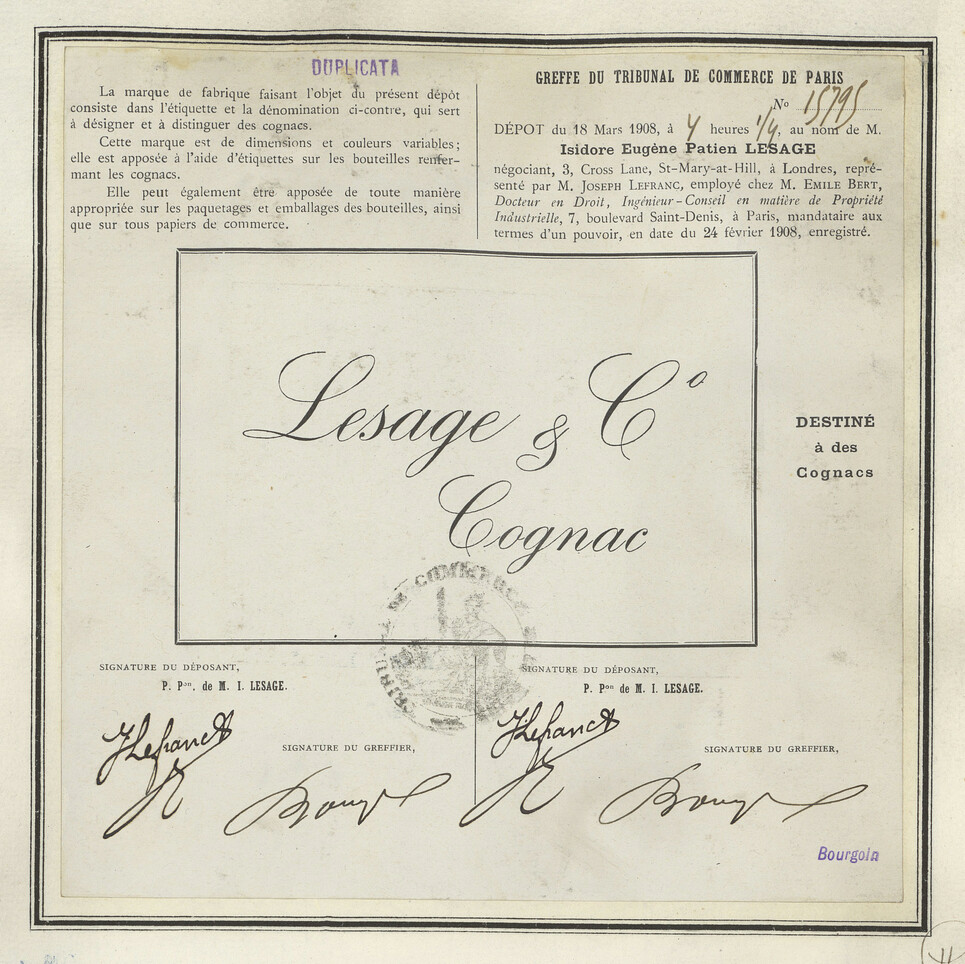 DUPLICATA
La marque de fabrique faisant l'objet du présent dépôt
consiste dans l'étiquette et la dénomination ci-contre, qui sert
à désigner et à distinguer des cognacs.
Cette marque est de dimensions et couleurs variables;
elle est apposée à l'aide d'étiquettes sur les bouteilles renfer-
mant les cognacs.
Elle peut également être apposée de toute manière
appropriée sur les paquetages et emballages des bouteilles, ainsi
que sur tous papiers de commerce.
GREFFE DU TRIBUNAL DE COMMERCE DE PARIS
No 15795
DÉPOT du 18 Mars 1908, à 4 heures 1/4, au nom de M.
Isidore Eugène Patien LESAGE
négociant, 3, Cross Lane, St-Mary-at-Hill, à Londres, repré-
senté par M. JOSEPH LEFRANC, employé chez M. EMILE BERT,
Docteur en Droit, Ingénieur-Conseil en matière de Propriété
Industrielle, 7, boulevard Saint-Denis, à Paris, mandataire aux
termes d'un pouvoir, en date du 24 février 1908, enregistré.
Lesage & Co
Cognac
DESTINÉ
à des
Cognacs
SIGNATURE DU DÉPOSANT,
P. Pon. de M. I. LESAGE.
JLefranc
SIGNATURE DU GREFFIER,
SIGNATURE DU DÉPOSANT,
P. Pon de M. I. LESAGE.
JLefranc
SIGNATURE DU GREFFIER,
Bourgoin